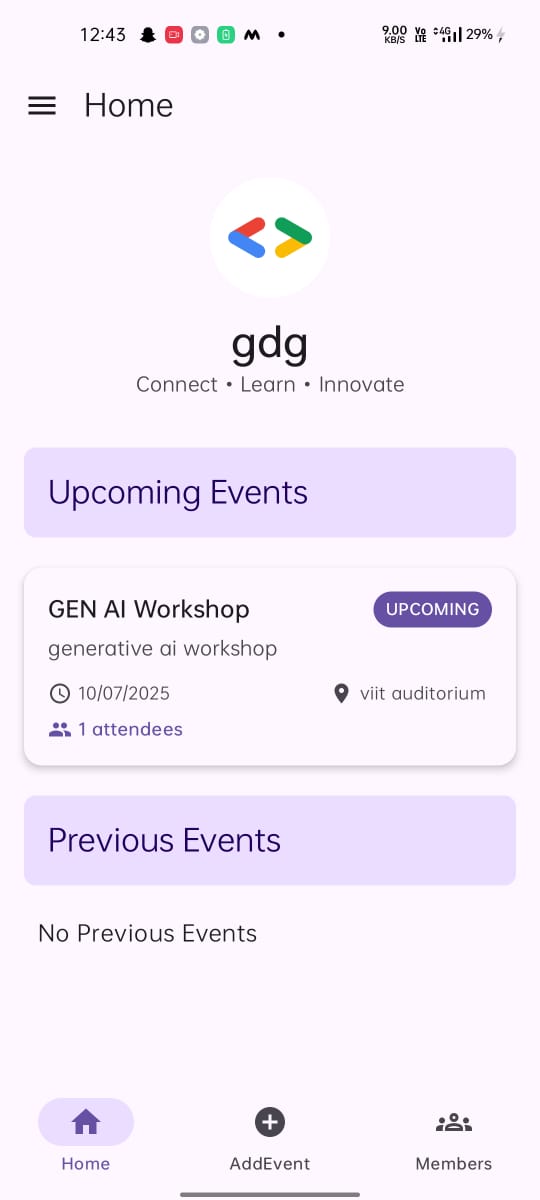 12:43 9.00 KB/S Vo LTE 4G 29%
Home
gdg
Connect • Learn • Innovate
Upcoming Events
GEN AI Workshop UPCOMING
generative ai workshop
10/07/2025 viit auditorium
1 attendees
Previous Events
No Previous Events
Home AddEvent Members